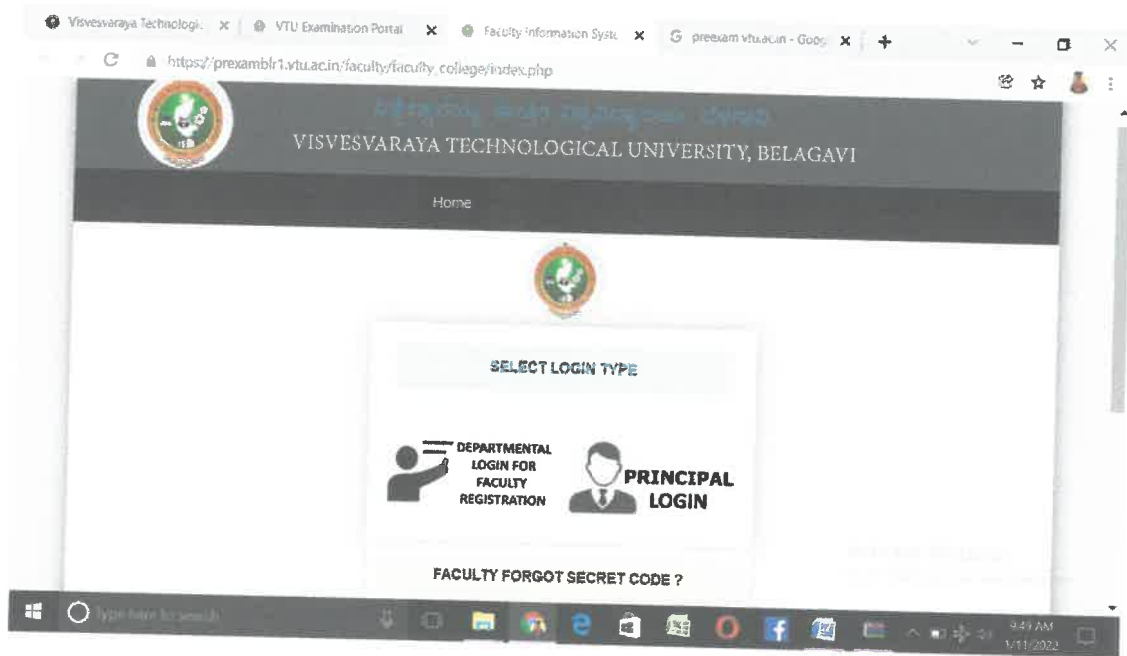 Visvesvaraya Technologic
VTU Examination Portal
Faculty Information Syste
preexam vtu.ac.in - Goog
https://prexamblr1.vtu.ac.in/faculty/faculty_college/index.php
VISVESVARAYA TECHNOLOGICAL UNIVERSITY, BELAGAVI
Home
SELECT LOGIN TYPE
DEPARTMENTAL
LOGIN FOR
FACULTY
REGISTRATION
PRINCIPAL
LOGIN
FACULTY FORGOT SECRET CODE ?
Type here to search
9:49 AM
1/11/2022